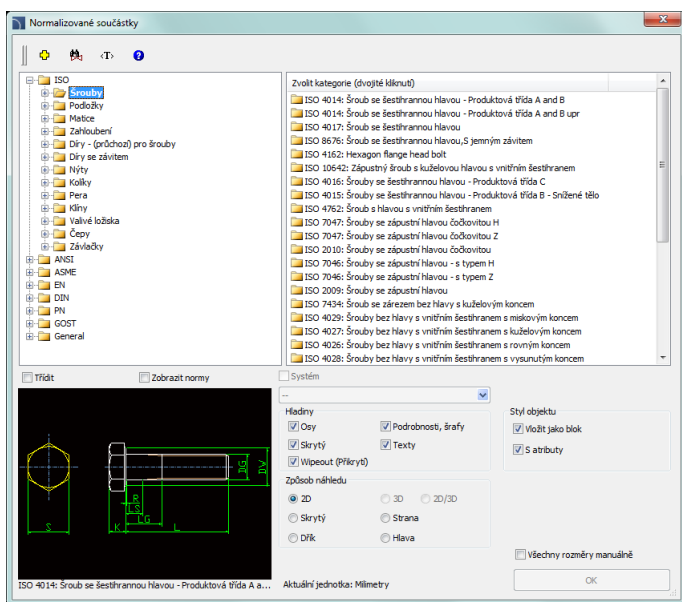 Normalizované součástky
‹T›
ISO
Šrouby
Podložky
Matice
Zahloubení
Díry - (průchozí) pro šrouby
Díry se závitem
Nýty
Kolíky
Pera
Klíny
Valivé ložiska
Čepy
Závlačky
ANSI
ASME
EN
DIN
PN
GOST
General
Zvolit kategorie (dvojité kliknutí)
ISO 4014: Šroub se šestihrannou hlavou - Produktová třída A and B
ISO 4014: Šroub se šestihrannou hlavou - Produktová třída A and B upr
ISO 4017: Šroub se šestihrannou hlavou
ISO 8676: Šroub se šestihrannou hlavou,S jemným závitem
ISO 4162: Hexagon flange head bolt
ISO 10642: Zápustný šroub s kuželovou hlavou s vnitřním šestihranem
ISO 4016: Šrouby se šestihrannou hlavou - Produktová třída C
ISO 4015: Šrouby se šestihrannou hlavou - Produktová třída B - Snížené tělo
ISO 4762: Šroub s hlavou s vnitřním šestihranem
ISO 7047: Šrouby se zápustní hlavou čočkovitou H
ISO 7047: Šrouby se zápustní hlavou čočkovitou Z
ISO 2010: Šrouby se zápustní hlavou čočkovitou
ISO 7046: Šrouby se zápustní hlavou - s typem H
ISO 7046: Šrouby se zápustní hlavou - s typem Z
ISO 2009: Šrouby se zápustní hlavou
ISO 7434: Šroub se zárezem bez hlavy s kuželovým koncem
ISO 4029: Šrouby bez hlavy s vnitřním šestihranem s miskovým koncem
ISO 4027: Šrouby bez hlavy s vnitřním šestihranem s kuželovým koncem
ISO 4026: Šrouby bez hlavy s vnitřním šestihranem s rovným koncem
ISO 4028: Šrouby bez hlavy s vnitřním šestihranem s vysunutým koncem
Třídit
Zobrazit normy
Systém
--
Hladiny
Osy
Podrobnosti, šrafy
Skrytý
Texty
Wipeout (Přikrytí)
Styl objektu
Vložit jako blok
S atributy
Způsob náhledu
2D
3D
2D/3D
Skrytý
Strana
Dřík
Hlava
S
K
B
LS
LG
L
DG
DW
Všechny rozměry manuálně
ISO 4014: Šroub se šestihrannou hlavou - Produktová třída A a...
Aktuální jednotka: Milimetry
OK